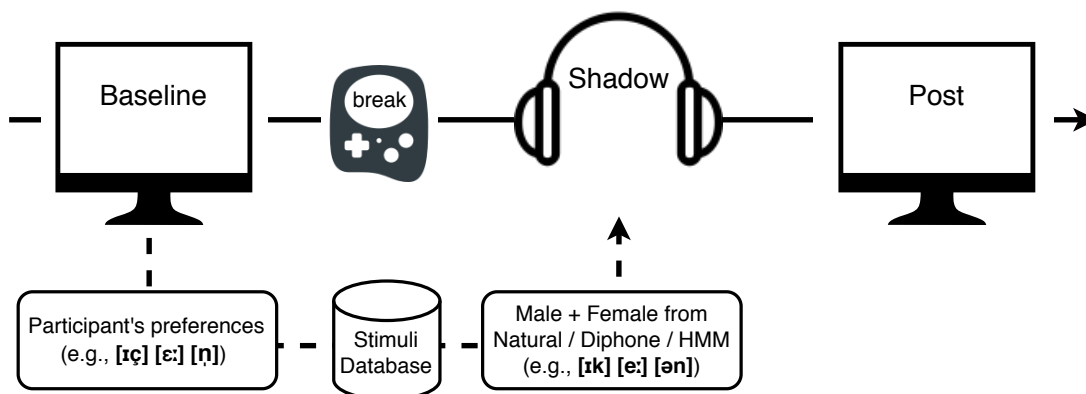 Baseline
break
Shadow
Post
Participant's preferences
(e.g., [ɪç] [ɛː] [n̩])
Stimuli
Database
Male + Female from
Natural / Diphone / HMM
(e.g., [ɪk] [eː] [ən])